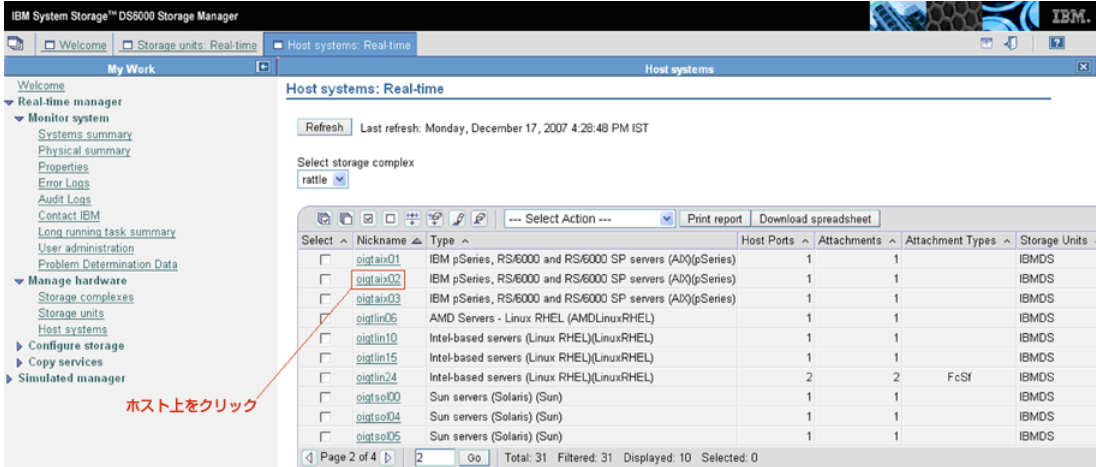 IBM System Storage™ DS6000 Storage Manager
IBM.
Welcome
Storage units: Real-time
Host systems: Real-time
My Work
Host systems
Welcome
Real-time manager
Monitor system
Systems summary
Physical summary
Properties
Error Logs
Audit Logs
Contact IBM
Long running task summary
User administration
Problem Determination Data
Manage hardware
Storage complexes
Storage units
Host systems
Configure storage
Copy services
Simulated manager
ホスト上をクリック
Host systems: Real-time
Refresh Last refresh: Monday, December 17, 2007 4:28:48 PM IST
Select storage complex
rattle
--- Select Action --- Print report Download spreadsheet
Select Nickname Type Host Ports Attachments Attachment Types Storage Units
oigtaix01 IBM pSeries, RS/6000 and RS/6000 SP servers (AIX)(pSeries) 1 1 IBMDS
oigtaix02 IBM pSeries, RS/6000 and RS/6000 SP servers (AIX)(pSeries) 1 1 IBMDS
oigtaix03 IBM pSeries, RS/6000 and RS/6000 SP servers (AIX)(pSeries) 1 1 IBMDS
oigtlin06 AMD Servers - Linux RHEL (AMDLinuxRHEL) 1 1 IBMDS
oigtlin10 Intel-based servers (Linux RHEL)(LinuxRHEL) 1 1 IBMDS
oigtlin15 Intel-based servers (Linux RHEL)(LinuxRHEL) 1 1 IBMDS
oigtlin24 Intel-based servers (Linux RHEL)(LinuxRHEL) 2 2 FcSf IBMDS
oigtsol00 Sun servers (Solaris) (Sun) 1 1 IBMDS
oigtsol04 Sun servers (Solaris) (Sun) 1 1 IBMDS
oigtsol05 Sun servers (Solaris) (Sun) 1 1 IBMDS
Page 2 of 4 2 Go Total: 31 Filtered: 31 Displayed: 10 Selected: 0